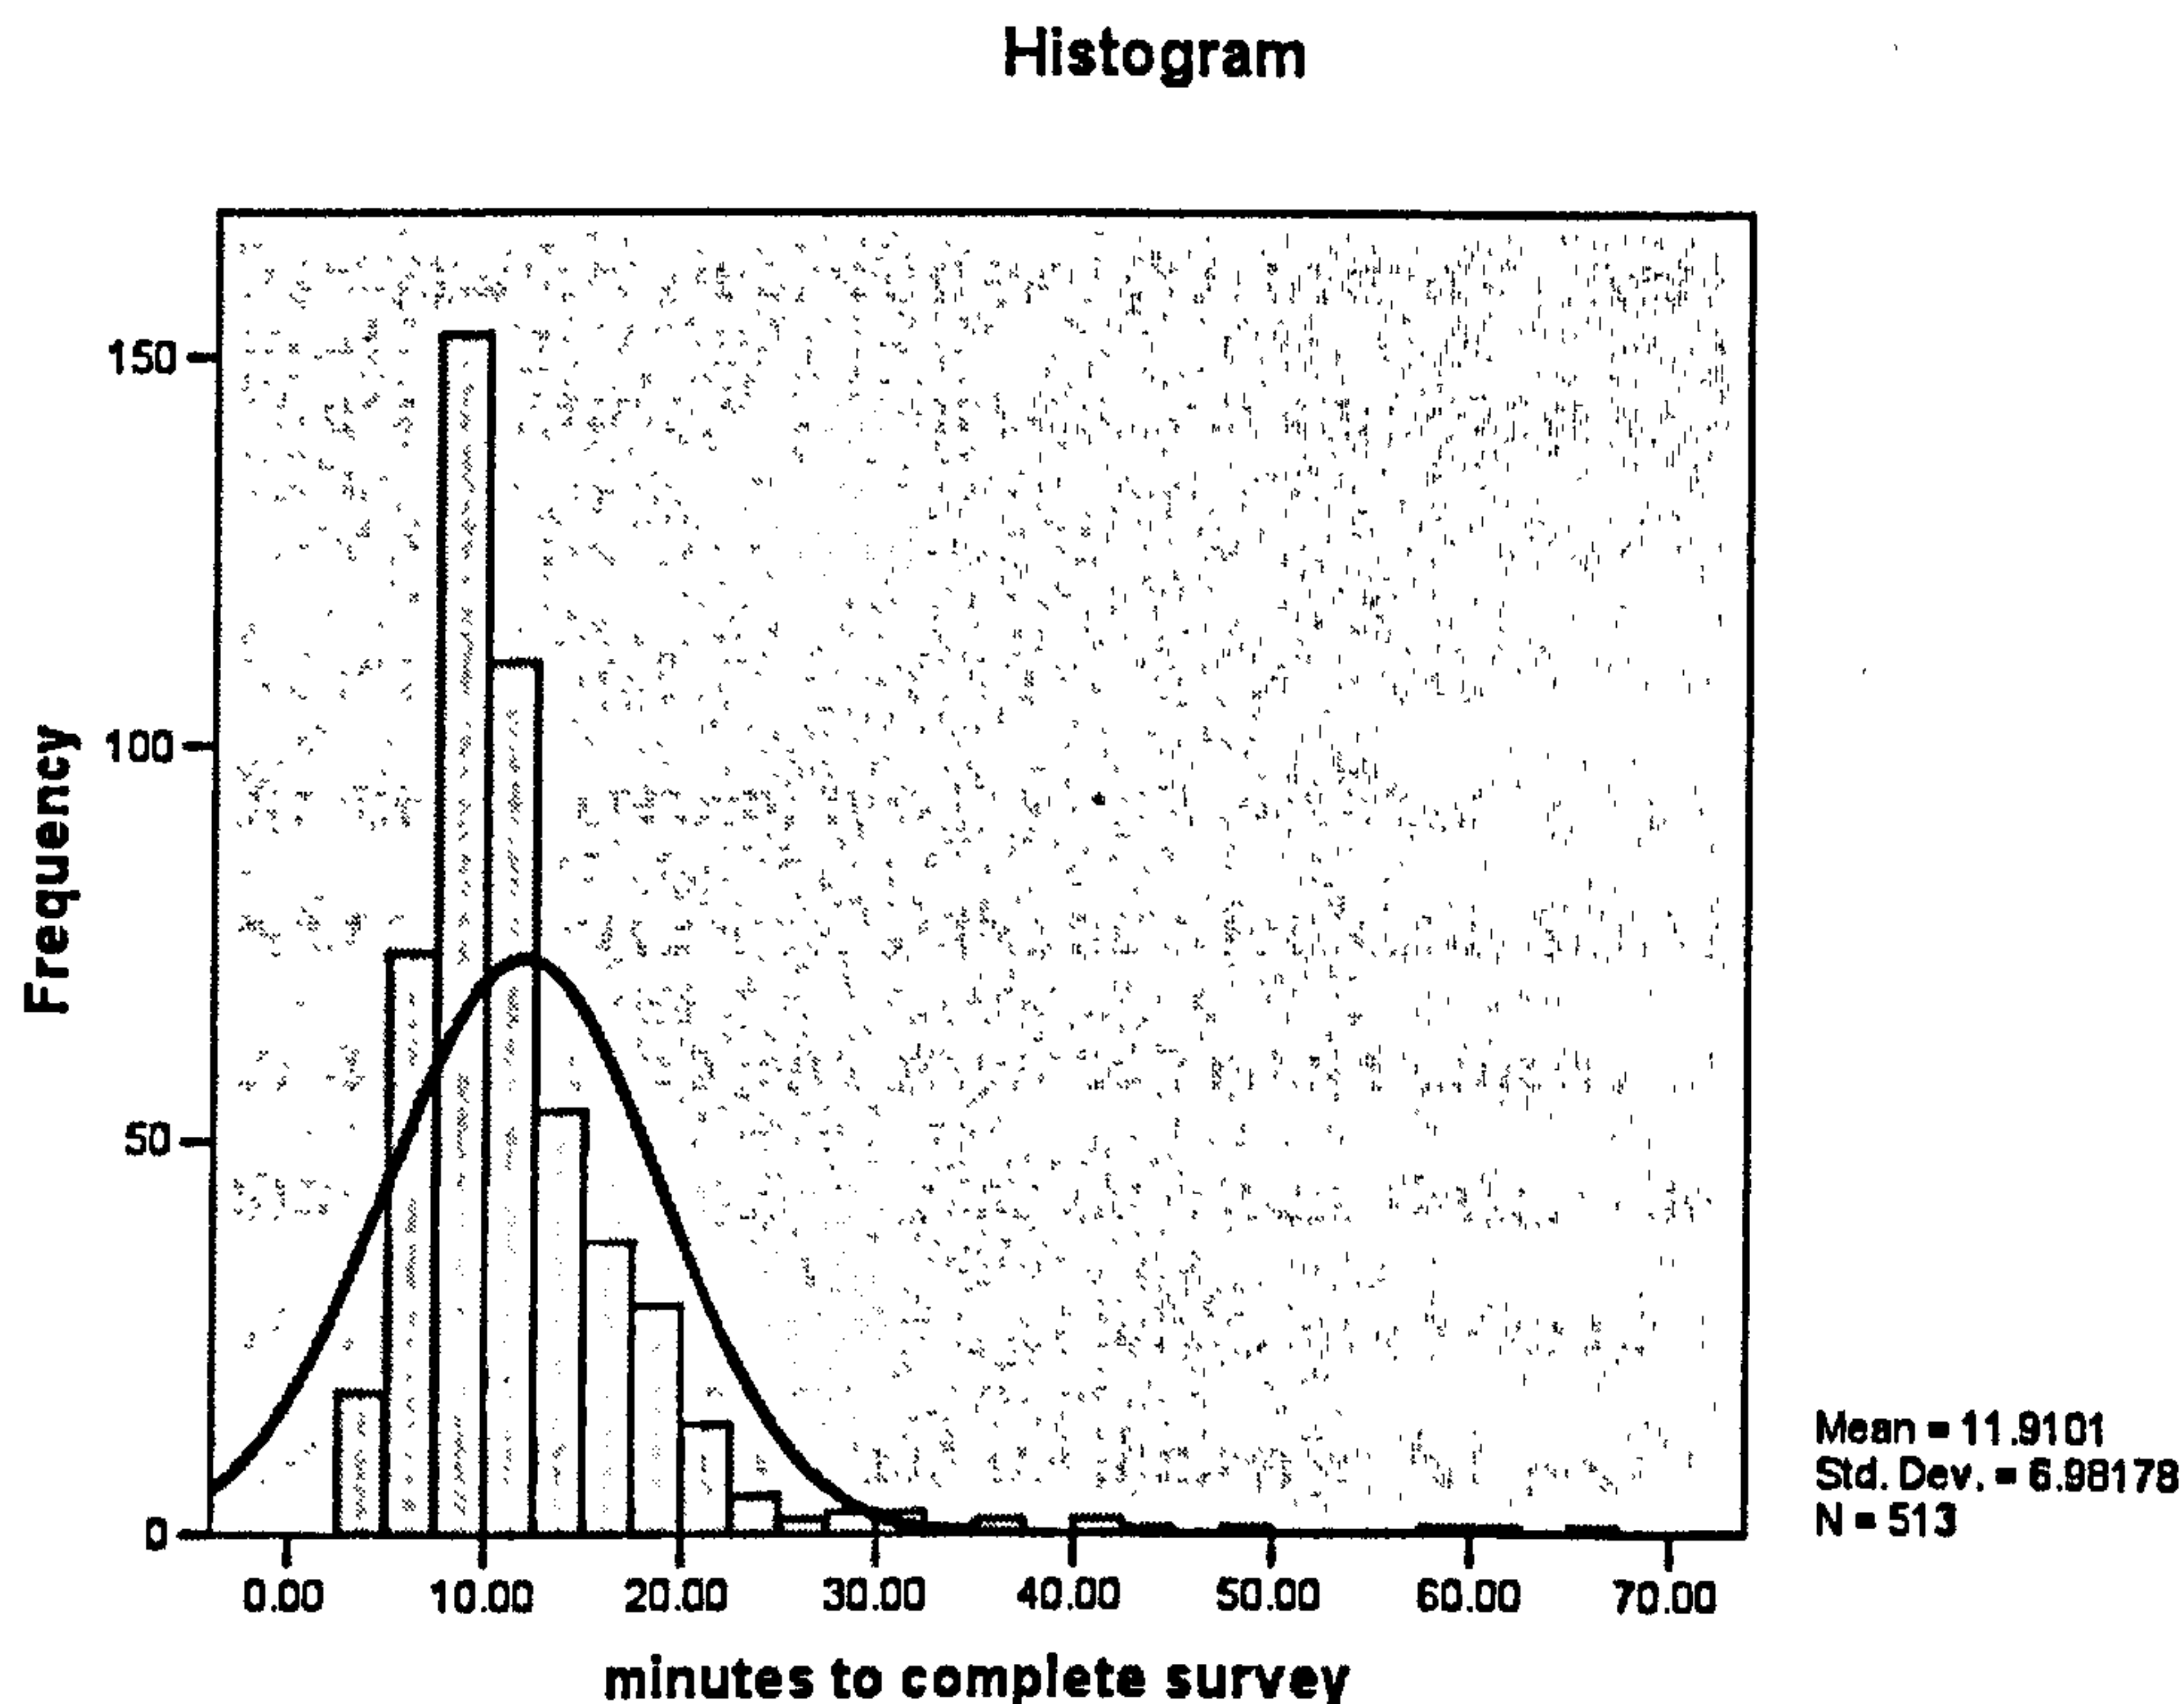 Histogram
Frequency
150
100
50
0
0.00 10.00 20.00 30.00 40.00 50.00 60.00 70.00
minutes to complete survey
Mean = 11.9101
Std. Dev. = 6.98178
N = 513